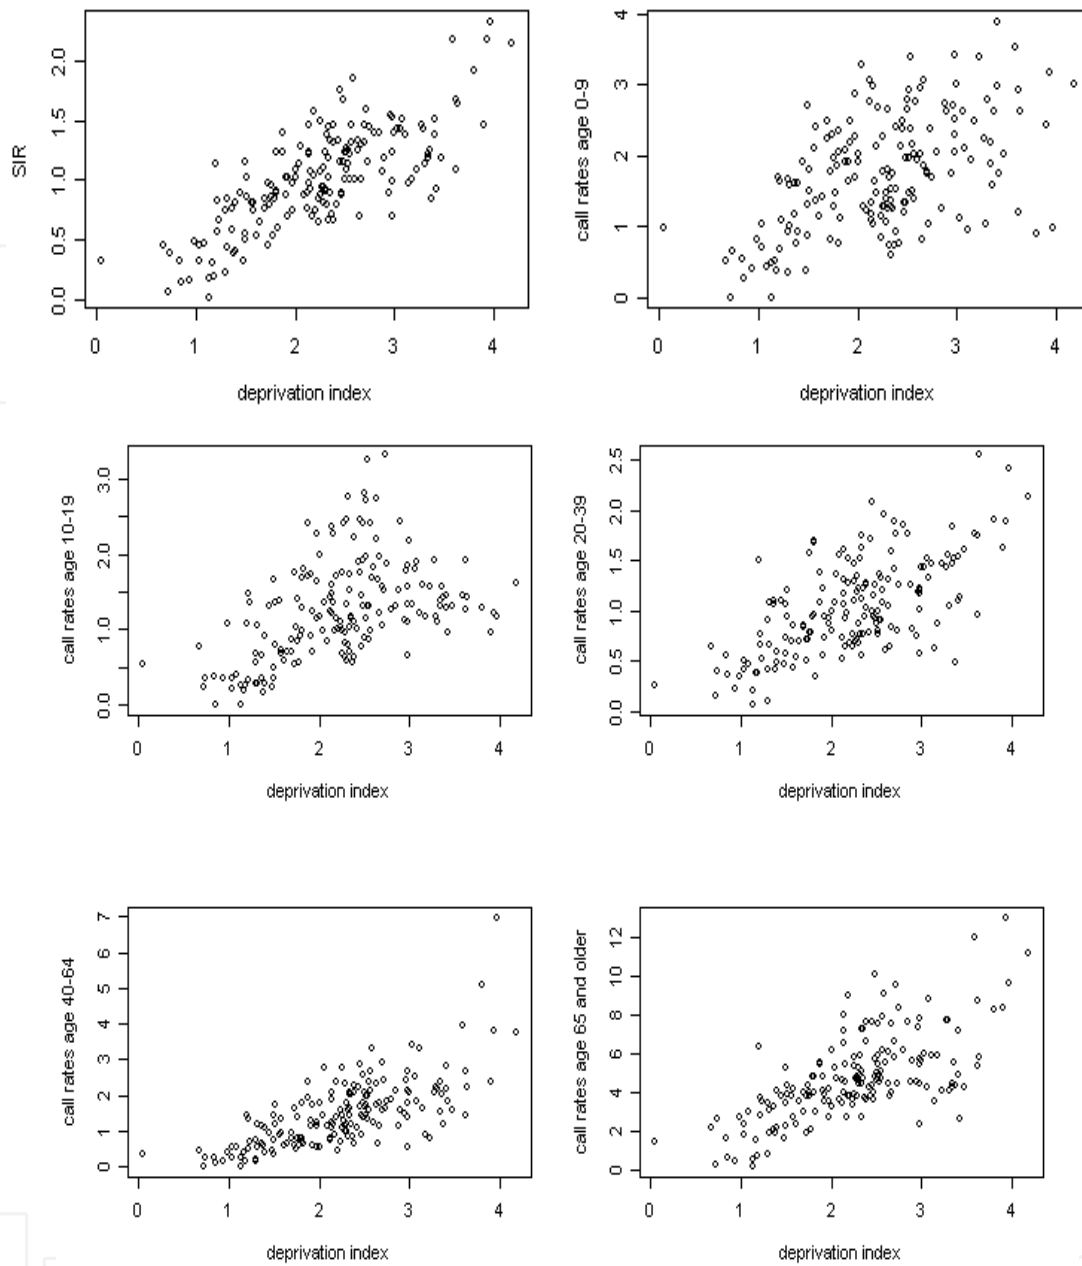 SIR
2.0
1.5
1.0
0.5
0.0
0 1 2 3 4
deprivation index
call rates age 0-9
4
3
2
1
0
0 1 2 3 4
deprivation index
call rates age 10-19
3.0
2.0
1.0
0.0
0 1 2 3 4
deprivation index
call rates age 20-39
2.5
2.0
1.5
1.0
0.5
0.0
0 1 2 3 4
deprivation index
call rates age 40-64
7
6
5
4
3
2
1
0
0 1 2 3 4
deprivation index
call rates age 65 and older
12
10
8
6
4
2
0
0 1 2 3 4
deprivation index